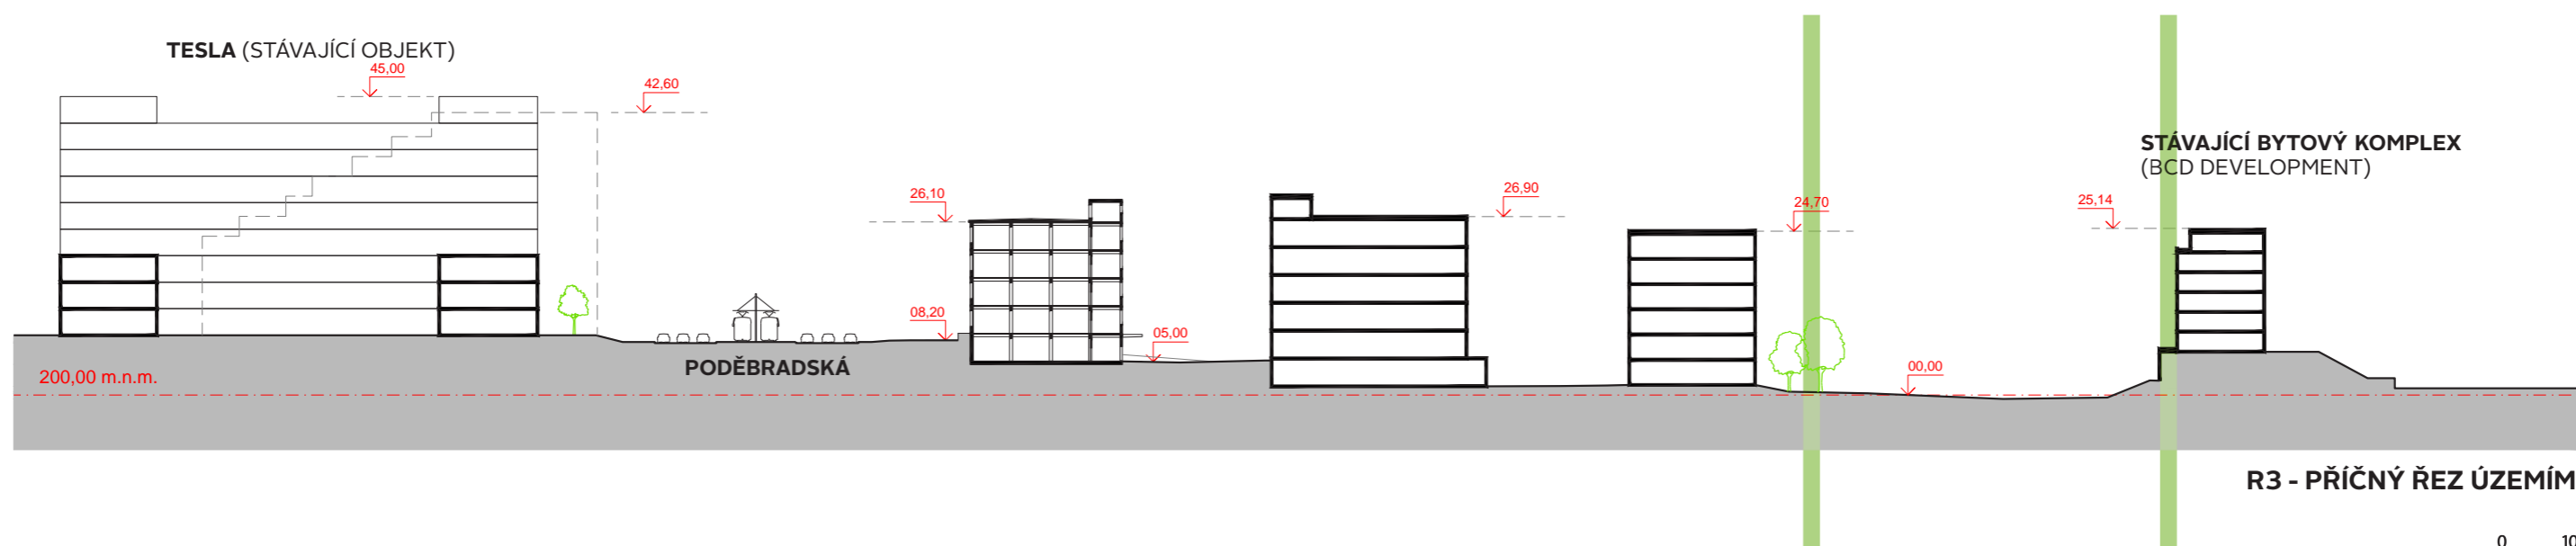 TESLA (STÁVAJÍCÍ OBJEKT)
45,00
42,60
STÁVAJÍCÍ BYTOVÝ KOMPLEX
(BCD DEVELOPMENT)
26,10
26,90
24,70
25,14
08,20
05,00
PODĚBRADSKÁ
00,00
200,00 m.n.m.
R3 - PŘÍČNÝ ŘEZ ÚZEMÍM
0 10